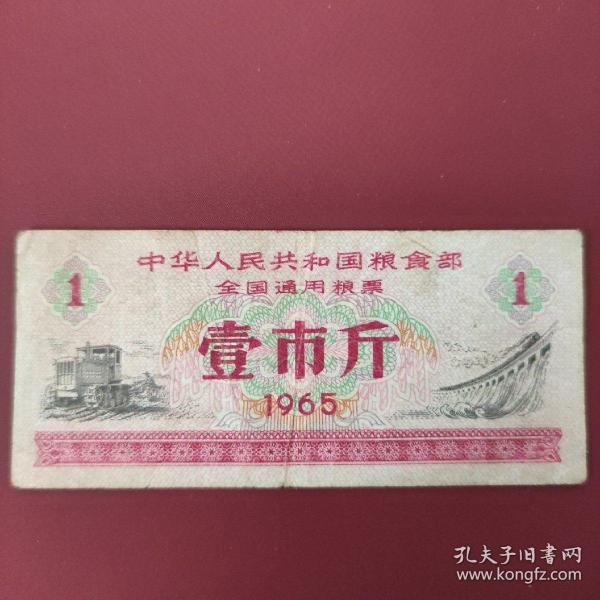 中华人民共和国粮食部
全国通用粮票
1 1
壹市斤
1965
孔夫子旧書网
www.kongfz.com